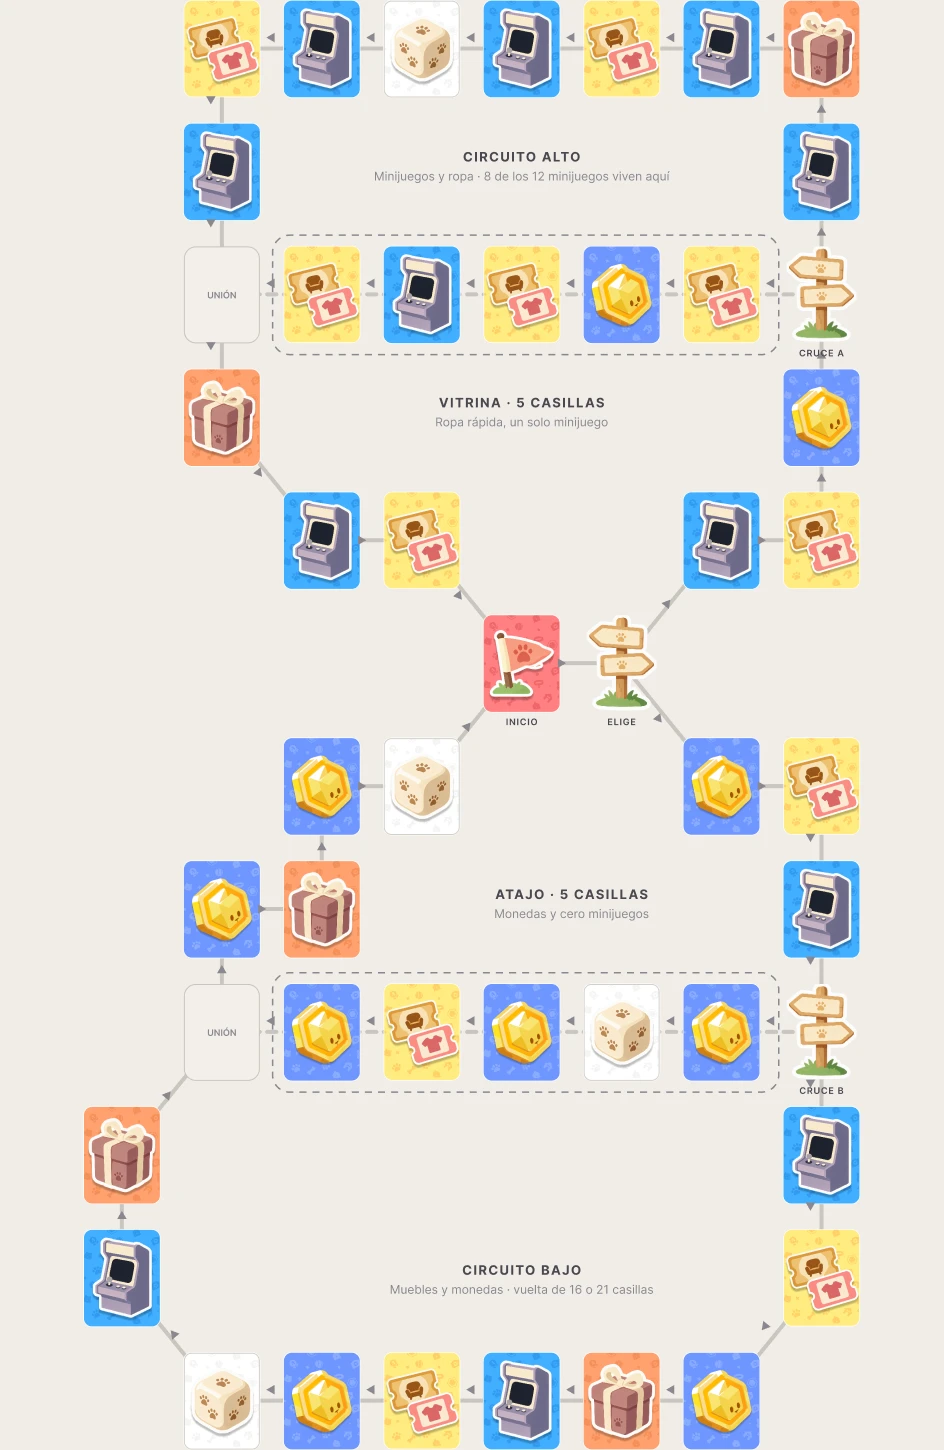 CIRCUITO ALTO
Minijuegos y ropa · 8 de los 12 minijuegos viven aquí
UNIÓN
CRUCE A
VITRINA · 5 CASILLAS
Ropa rápida, un solo minijuego
INICIO
ELIGE
ATAJO · 5 CASILLAS
Monedas y cero minijuegos
UNIÓN
CRUCE B
CIRCUITO BAJO
Muebles y monedas · vuelta de 16 o 21 casillas